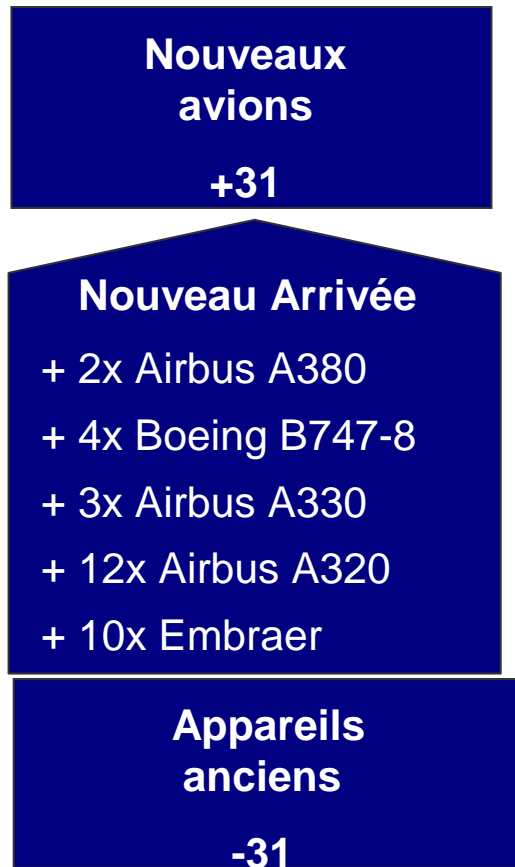 Nouveaux
avions
+31
Nouveau Arrivée
+ 2x Airbus A380
+ 4x Boeing B747-8
+ 3x Airbus A330
+ 12x Airbus A320
+ 10x Embraer
Appareils
anciens
-31